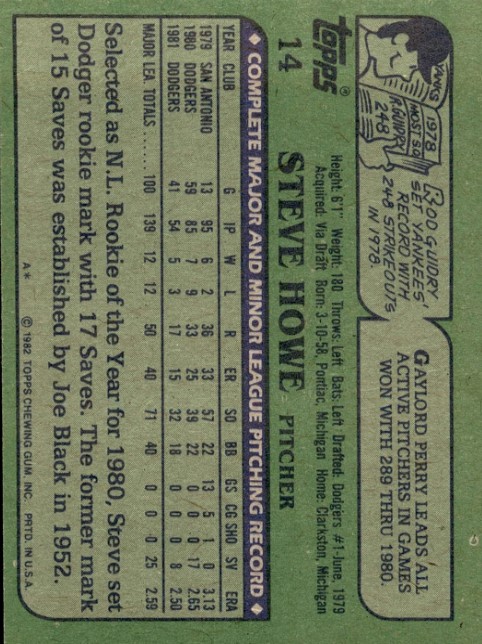 YANKS
1978
MOST S.O.
R. GUIDRY
248
ROD GUIDRY
SET YANKEES'
RECORD WITH
248 STRIKEOUTS
IN 1978.
GAYLORD PERRY LEADS ALL
ACTIVE PITCHERS IN GAMES
WON WITH 289 THRU 1980.
topps®
14
STEVE HOWE PITCHER
Height: 6'1" Weight: 180 Throws: Left Bats: Left Drafted: Dodgers #1-June, 1979
Acquired: Via Draft Born: 3-10-58, Pontiac, Michigan Home: Clarkston, Michigan
COMPLETE MAJOR AND MINOR LEAGUE PITCHING RECORD
YEAR CLUB G IP W L R ER SO BB GS CG SHO SV ERA
1979 SAN ANTONIO 13 95 6 2 36 33 57 22 13 5 1 0 3.13
1980 DODGERS 59 85 7 9 33 25 39 22 0 0 0 17 2.65
1981 DODGERS 41 54 5 3 17 15 32 18 0 0 0 8 2.50
MAJOR LEA. TOTALS ...... 100 139 12 12 50 40 71 40 0 0 0 25 2.59
Selected as N.L. Rookie of the Year for 1980, Steve set
Dodger rookie mark with 17 Saves. The former mark
of 15 Saves was established by Joe Black in 1952.
A* © 1982 TOPPS CHEWING GUM, INC. PRTD. IN U.S.A.